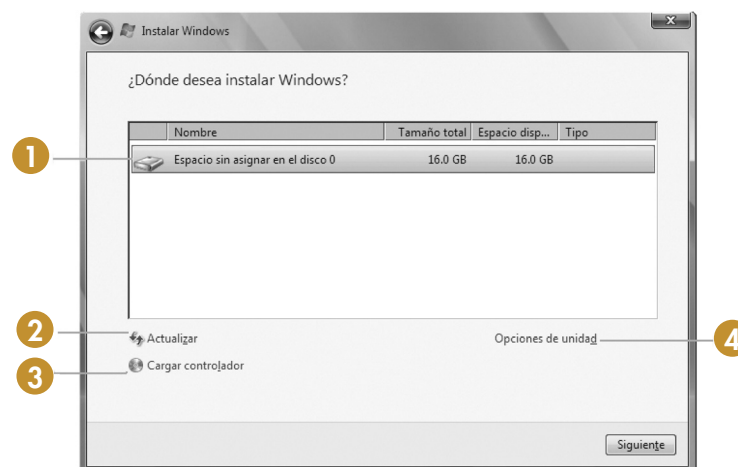 Instalar Windows
¿Dónde desea instalar Windows?
Nombre Tamaño total Espacio disp... Tipo
1 Espacio sin asignar en el disco 0 16.0 GB 16.0 GB
2 Actualizar Opciones de unidad 4
3 Cargar controlador
Siguiente